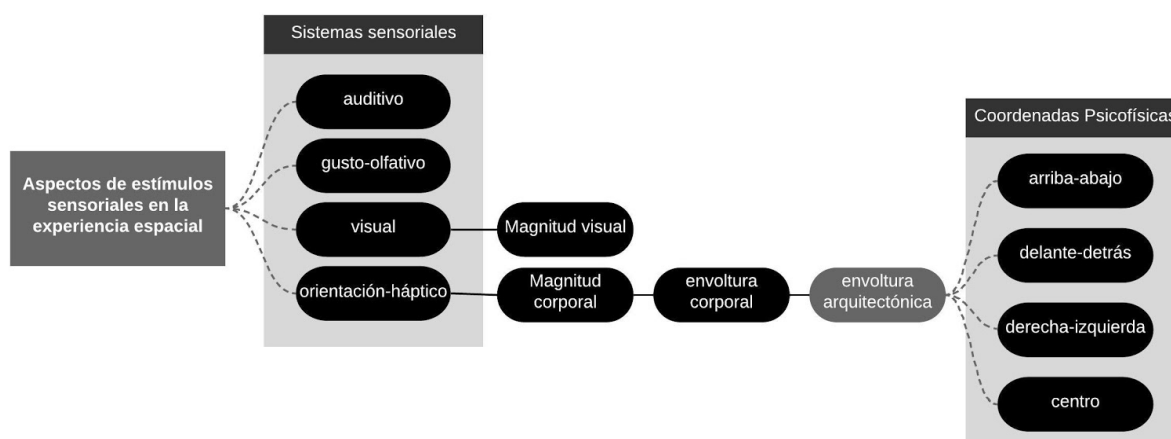 Sistemas sensoriales
auditivo
gusto-olfativo
visual
orientación-háptico
Aspectos de estímulos
sensoriales en la
experiencia espacial
Magnitud visual
Magnitud
corporal
envoltura
corporal
envoltura
arquitectónica
Coordenadas Psicofísicas
arriba-abajo
delante-detrás
derecha-izquierda
centro